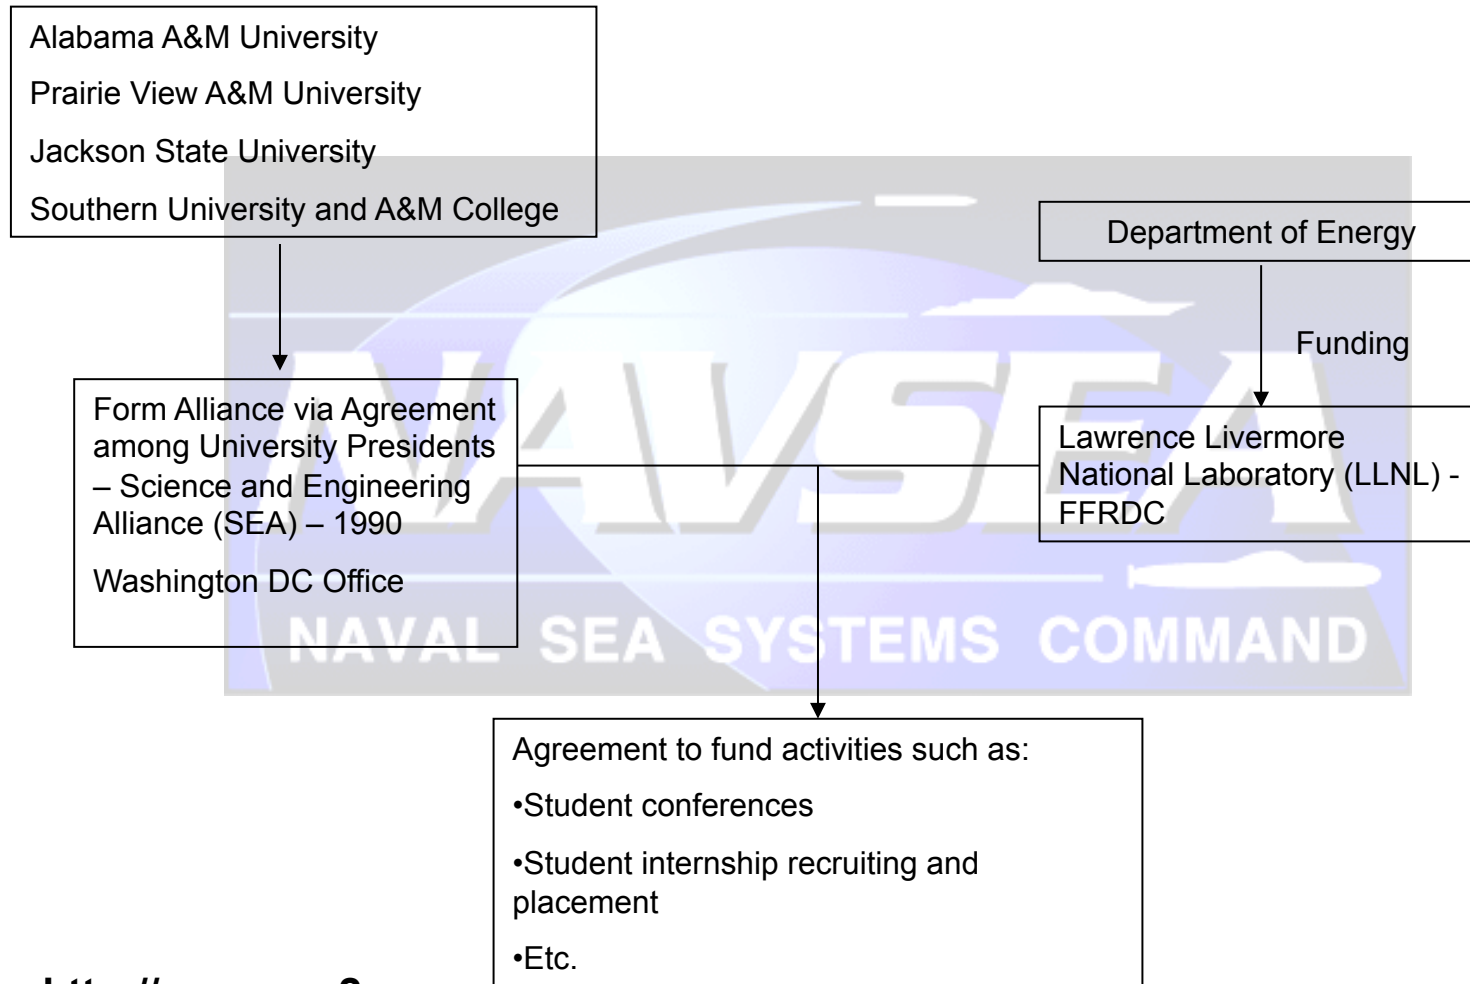 Alabama A&M University
Prairie View A&M University
Jackson State University
Southern University and A&M College
Department of Energy
Funding
Form Alliance via Agreement
among University Presidents
– Science and Engineering
Alliance (SEA) – 1990
Washington DC Office
Lawrence Livermore
National Laboratory (LLNL) -
FFRDC
NAVSEA
NAVAL SEA SYSTEMS COMMAND
Agreement to fund activities such as:
•Student conferences
•Student internship recruiting and
placement
•Etc.